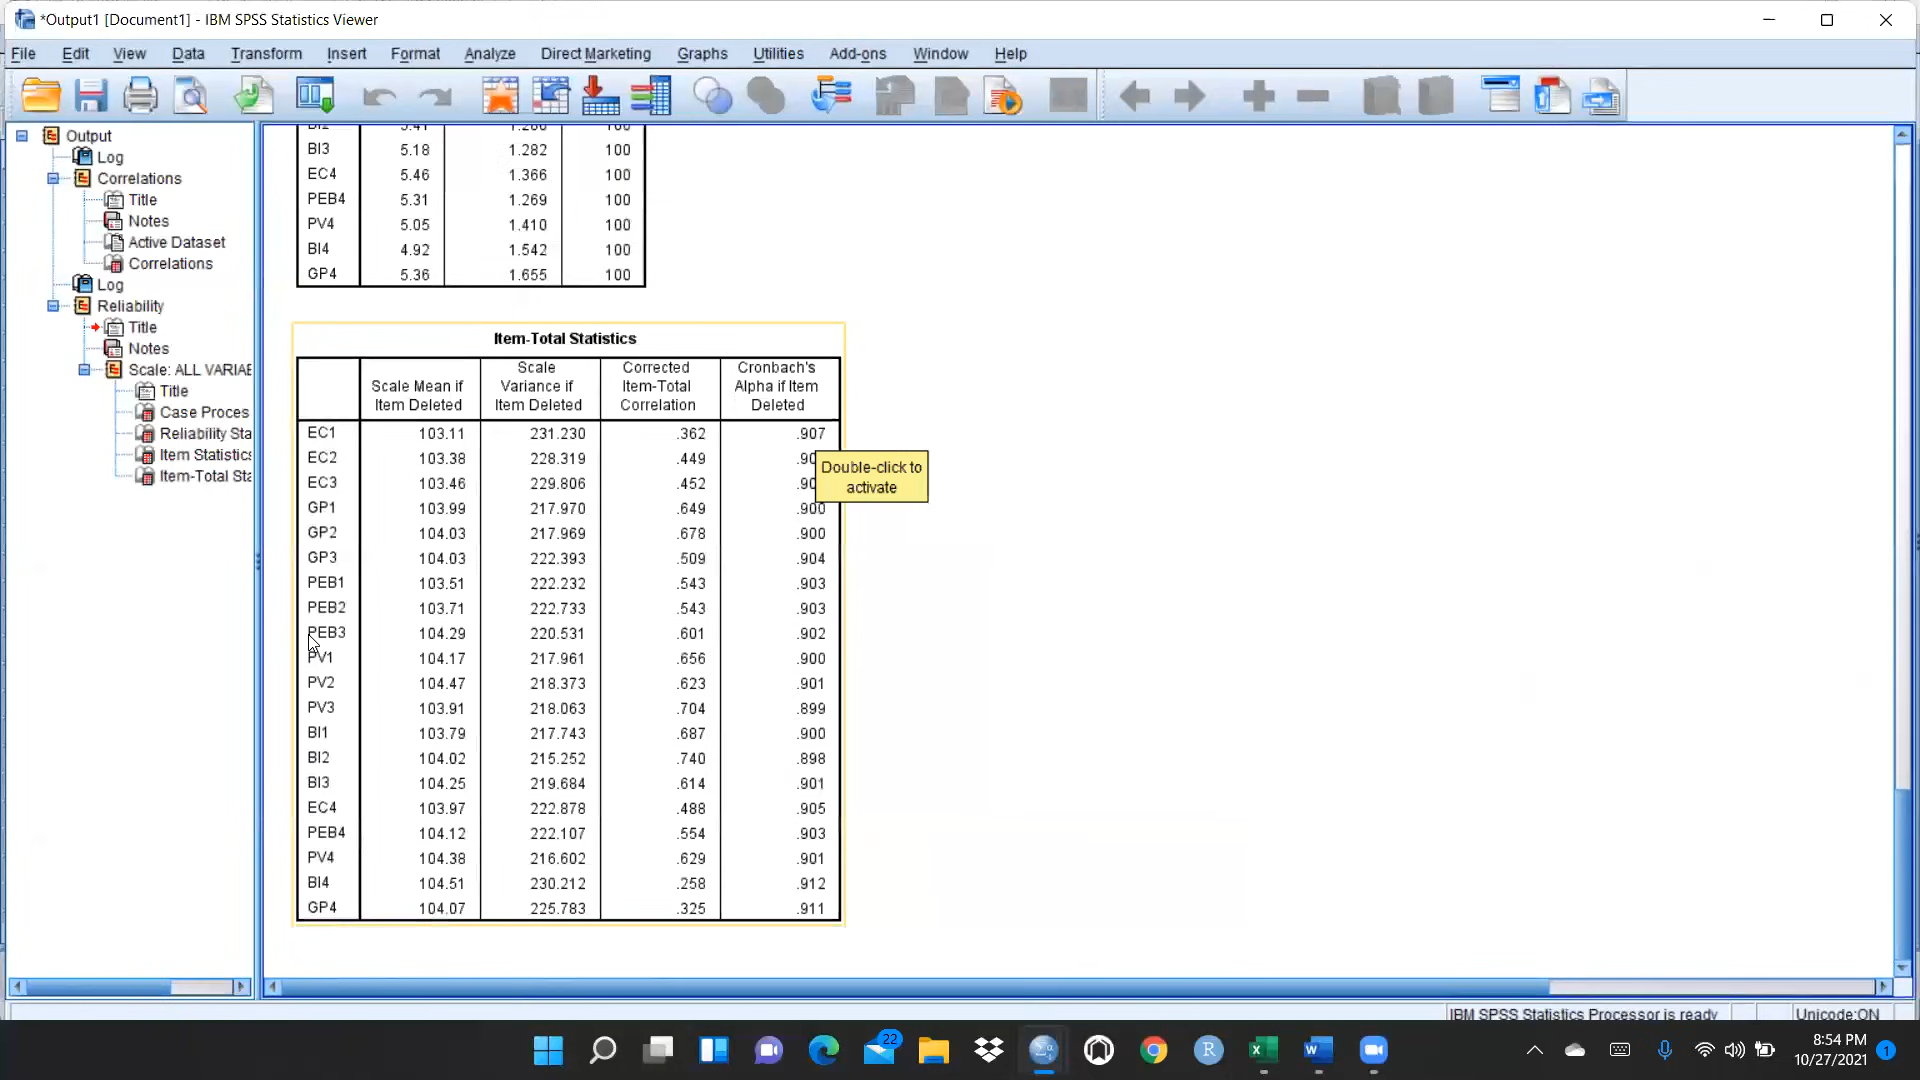 *Output1 [Document1] - IBM SPSS Statistics Viewer
File Edit View Data Transform Insert Format Analyze Direct Marketing Graphs Utilities Add-ons Window Help
Output
Log
Correlations
Title
Notes
Active Dataset
Correlations
Log
Reliability
Title
Notes
Scale: ALL VARIAE
Title
Case Proces
Reliability Sta
Item Statistics
Item-Total Sta
BI2 5.41 1.286 100
BI3 5.18 1.282 100
EC4 5.46 1.366 100
PEB4 5.31 1.269 100
PV4 5.05 1.410 100
BI4 4.92 1.542 100
GP4 5.36 1.655 100
Item-Total Statistics
Scale Mean if Item Deleted
Scale Variance if Item Deleted
Corrected Item-Total Correlation
Cronbach's Alpha if Item Deleted
EC1 103.11 231.230 .362 .907
EC2 103.38 228.319 .449
EC3 103.46 229.806 .452
GP1 103.99 217.970 .649 .900
GP2 104.03 217.969 .678 .900
GP3 104.03 222.393 .509 .904
PEB1 103.51 222.232 .543 .903
PEB2 103.71 222.733 .543 .903
PEB3 104.29 220.531 .601 .902
PV1 104.17 217.961 .656 .900
PV2 104.47 218.373 .623 .901
PV3 103.91 218.063 .704 .899
BI1 103.79 217.743 .687 .900
BI2 104.02 215.252 .740 .898
BI3 104.25 219.684 .614 .901
EC4 103.97 222.878 .488 .905
PEB4 104.12 222.107 .554 .903
PV4 104.38 216.602 .629 .901
BI4 104.51 230.212 .258 .912
GP4 104.07 225.783 .325 .911
Double-click to
activate
IBM SPSS Statistics Processor is ready Unicode:ON
22
8:54 PM
10/27/2021
1